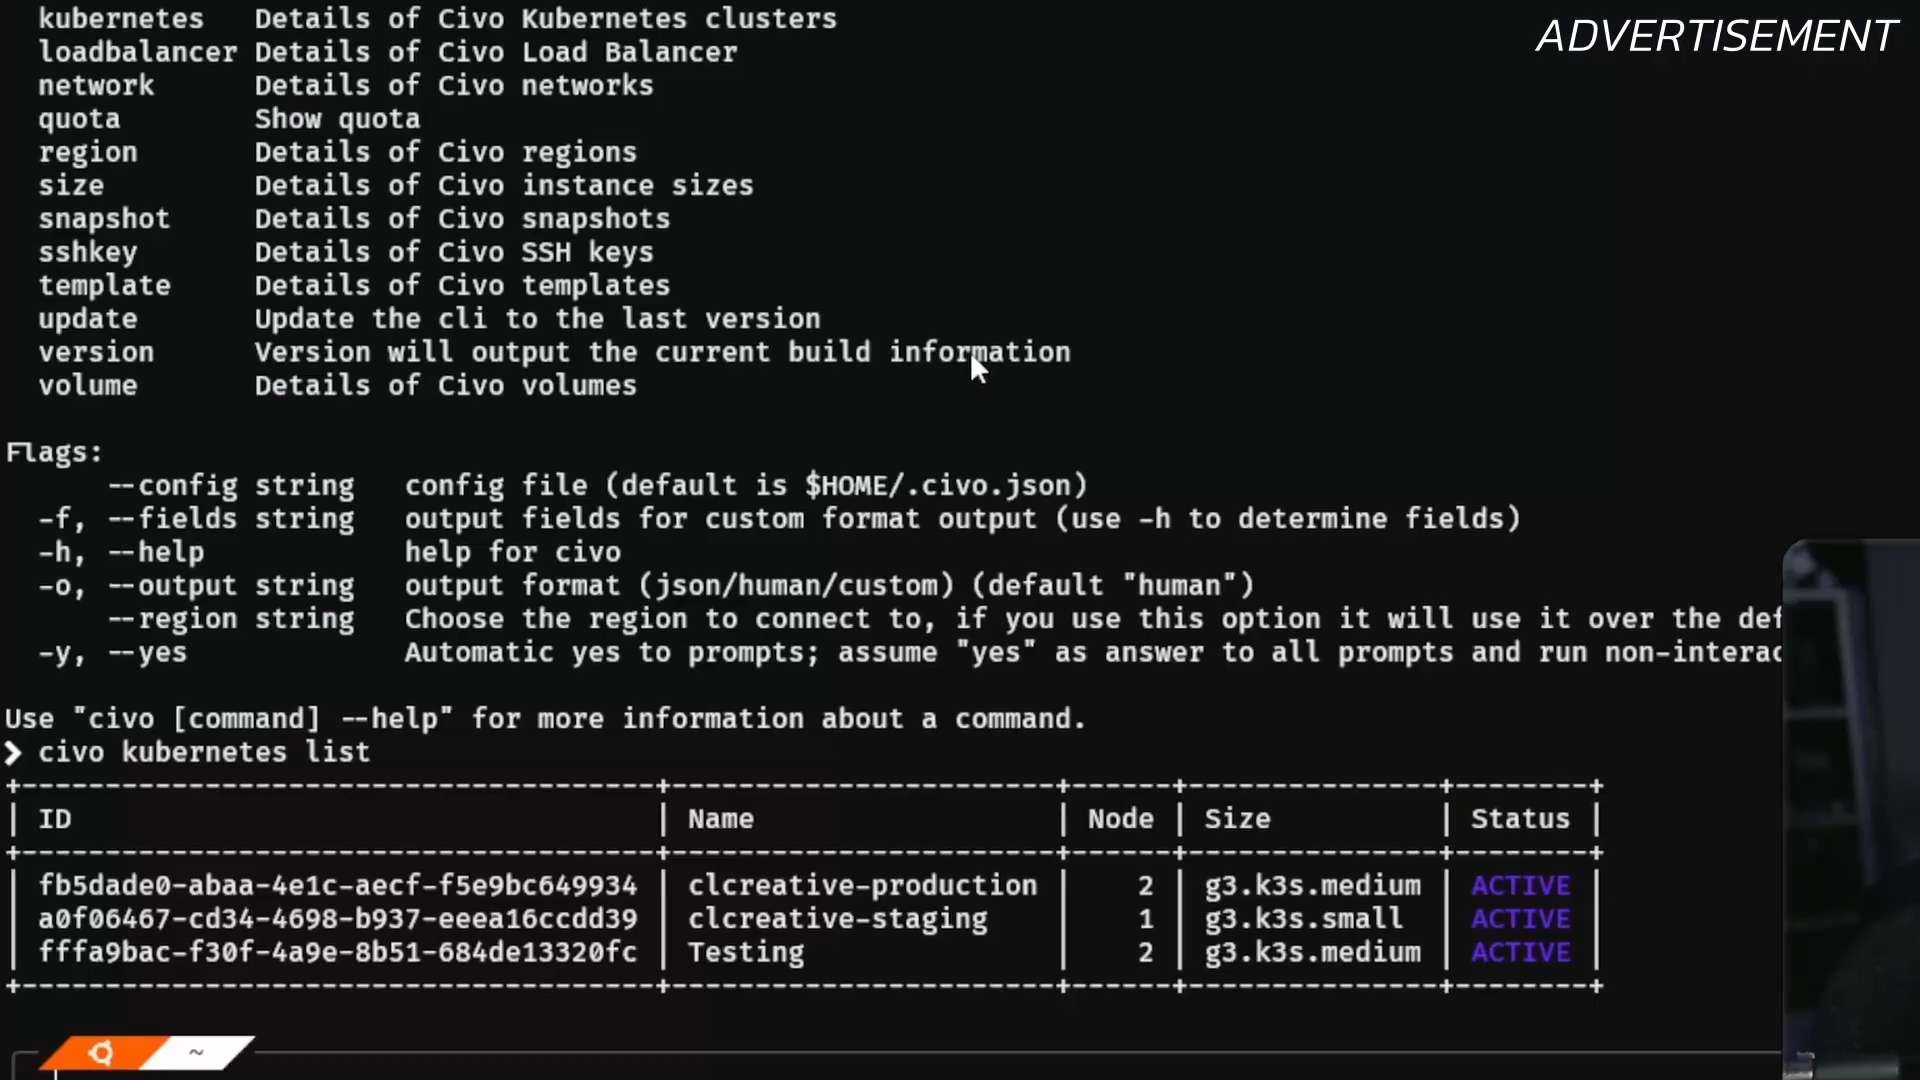 ADVERTISEMENT
kubernetes Details of Civo Kubernetes clusters
loadbalancer Details of Civo Load Balancer
network Details of Civo networks
quota Show quota
region Details of Civo regions
size Details of Civo instance sizes
snapshot Details of Civo snapshots
sshkey Details of Civo SSH keys
template Details of Civo templates
update Update the cli to the last version
version Version will output the current build information
volume Details of Civo volumes
Flags:
--config string config file (default is $HOME/.civo.json)
-f, --fields string output fields for custom format output (use -h to determine fields)
-h, --help help for civo
-o, --output string output format (json/human/custom) (default "human")
--region string Choose the region to connect to, if you use this option it will use it over the def
-y, --yes Automatic yes to prompts; assume "yes" as answer to all prompts and run non-interac
Use "civo [command] --help" for more information about a command.
❯ civo kubernetes list
| ID | Name | Node | Size | Status |
| fb5dade0-abaa-4e1c-aecf-f5e9bc649934 | clcreative-production | 2 | g3.k3s.medium | ACTIVE |
| a0f06467-cd34-4698-b937-eeea16ccdd39 | clcreative-staging | 1 | g3.k3s.small | ACTIVE |
| fffa9bac-f30f-4a9e-8b51-684de13320fc | Testing | 2 | g3.k3s.medium | ACTIVE |
~